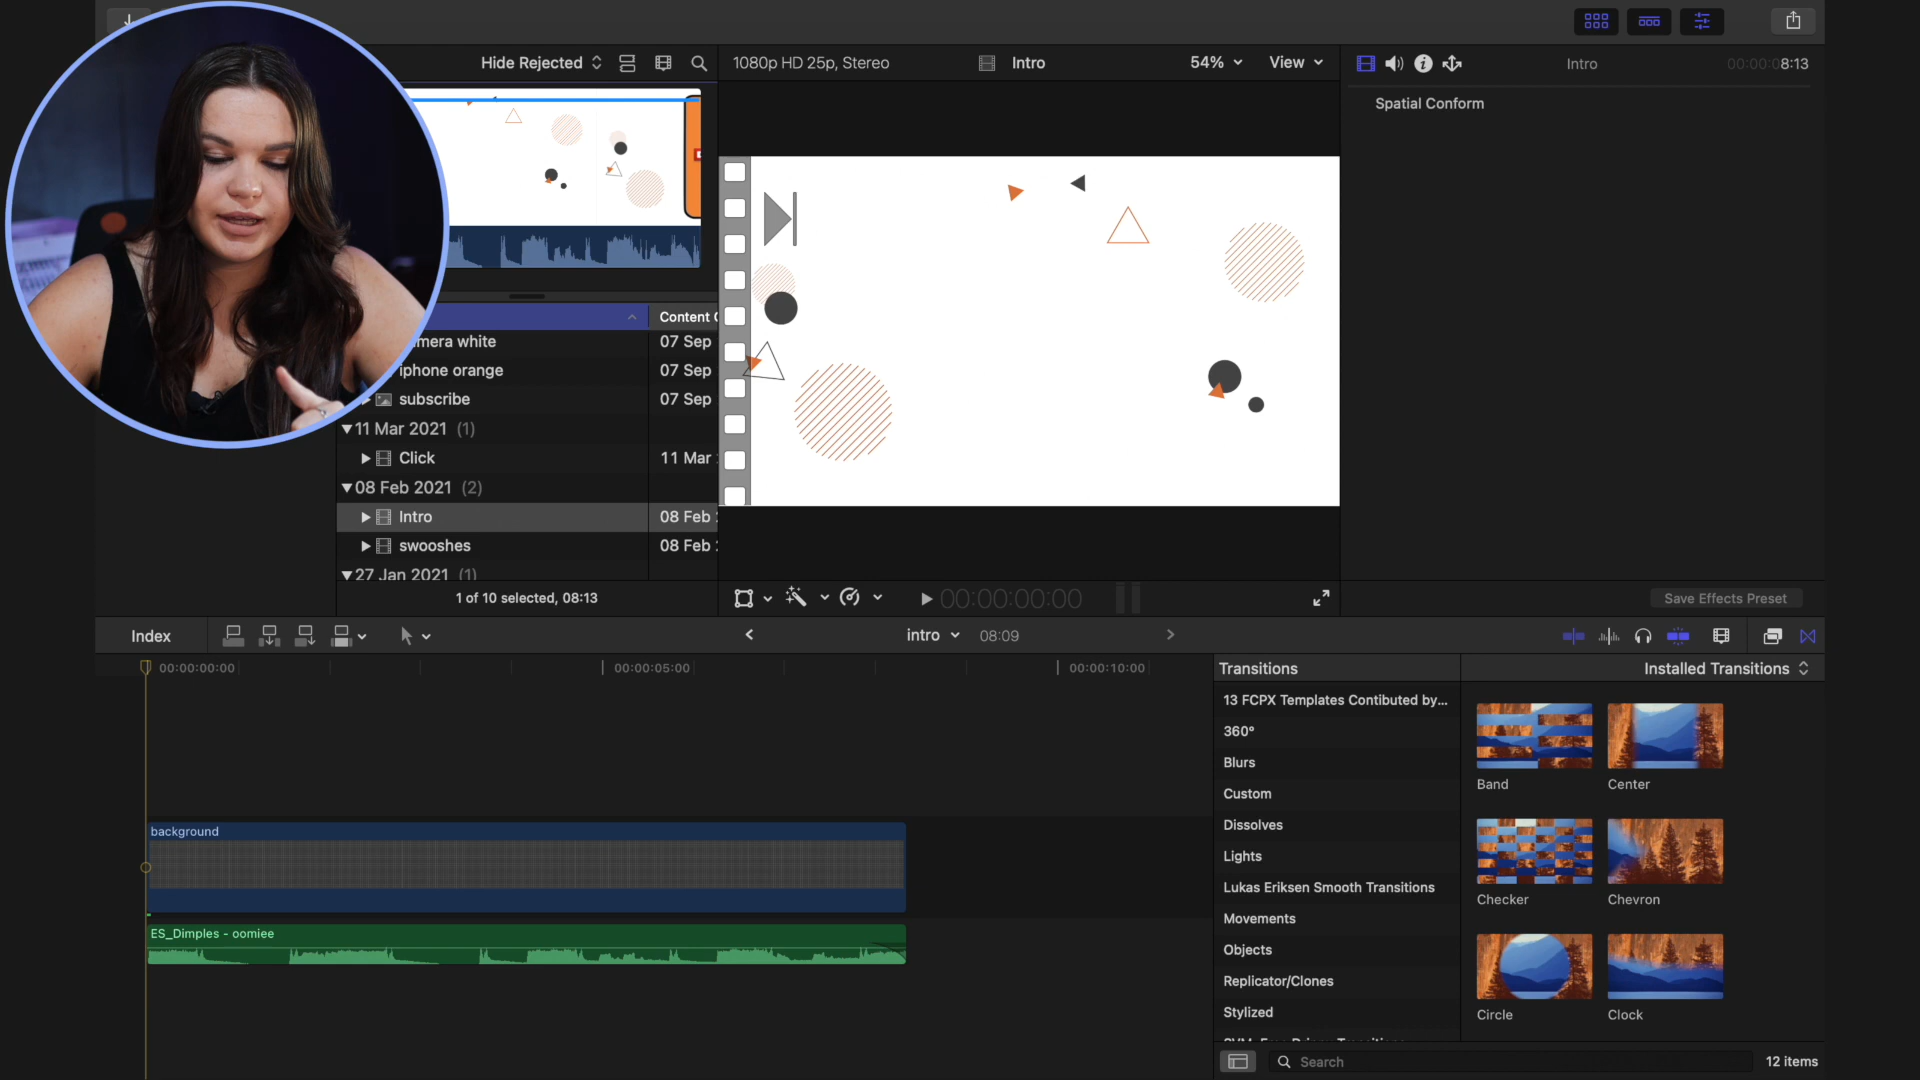 Hide Rejected
1080p HD 25p, Stereo
Intro
54%
View
Intro
00:00:08:13
Spatial Conform
Content
mera white
07 Sep
iphone orange
07 Sep
subscribe
07 Sep
11 Mar 2021 (1)
Click
11 Mar
08 Feb 2021 (2)
Intro
08 Feb
swooshes
08 Feb
27 Jan 2021 (1)
1 of 10 selected, 08:13
00:00:00:00
Save Effects Preset
Index
intro
08:09
00:00:00:00
00:00:05:00
00:00:10:00
Transitions
Installed Transitions
13 FCPX Templates Contibuted by...
360°
Blurs
Custom
Dissolves
Lights
Lukas Eriksen Smooth Transitions
Movements
Objects
Replicator/Clones
Stylized
Band
Center
Checker
Chevron
Circle
Clock
background
ES_Dimples - oomiee
Search
12 items